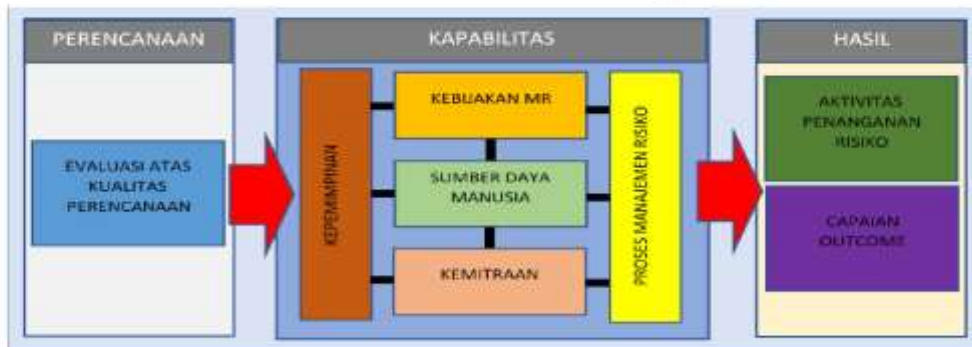 PERENCANAAN
EVALUASI ATAS
KUALITAS
PERENCANAAN
KAPABILITAS
KEPEMIMPINAN
KEBIJAKAN MR
SUMBER DAYA
MANUSIA
KEMITRAAN
PROSES MANAJEMEN RISIKO
HASIL
AKTIVITAS
PENANGANAN
RISIKO
CAPAIAN
OUTCOME